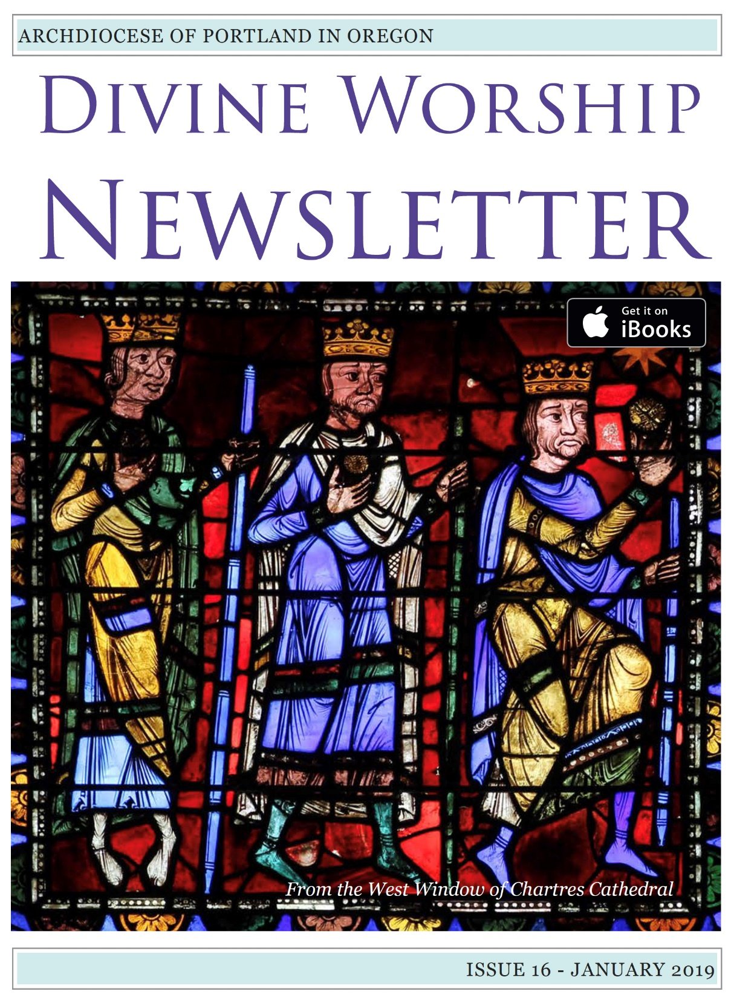 ARCHDIOCESE OF PORTLAND IN OREGON
DIVINE WORSHIP
NEWSLETTER
Get it on
iBooks
From the West Window of Chartres Cathedral
ISSUE 16 - JANUARY 2019